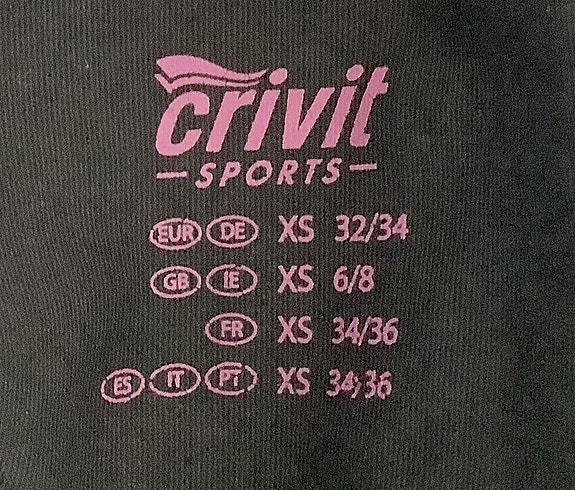 crivit
SPORTS
EUR DE XS 32/34
GB IE XS 6/8
FR XS 34/36
ES IT PT XS 34/36